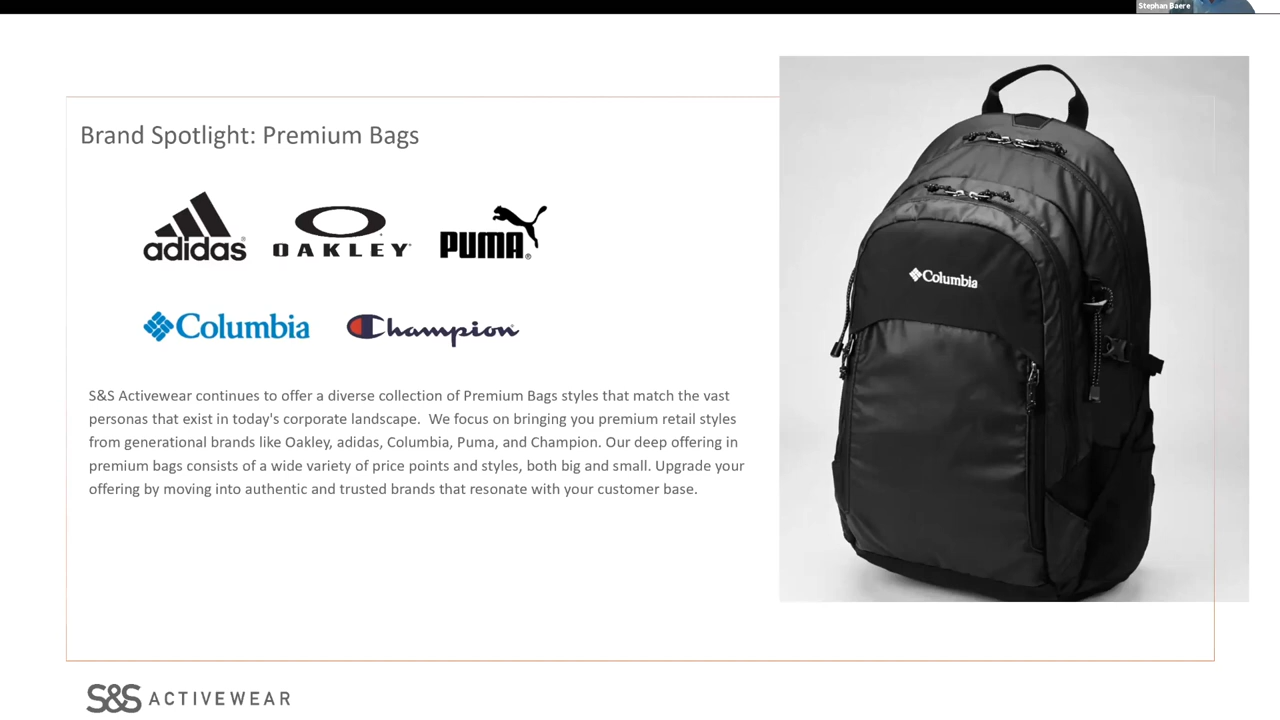 Stephan Baere
Brand Spotlight: Premium Bags
adidas
OAKLEY
PUMA
Columbia
Champion
Columbia
S&S Activewear continues to offer a diverse collection of Premium Bags styles that match the vast
personas that exist in today's corporate landscape.  We focus on bringing you premium retail styles
from generational brands like Oakley, adidas, Columbia, Puma, and Champion. Our deep offering in
premium bags consists of a wide variety of price points and styles, both big and small. Upgrade your
offering by moving into authentic and trusted brands that resonate with your customer base.
S&S ACTIVEWEAR